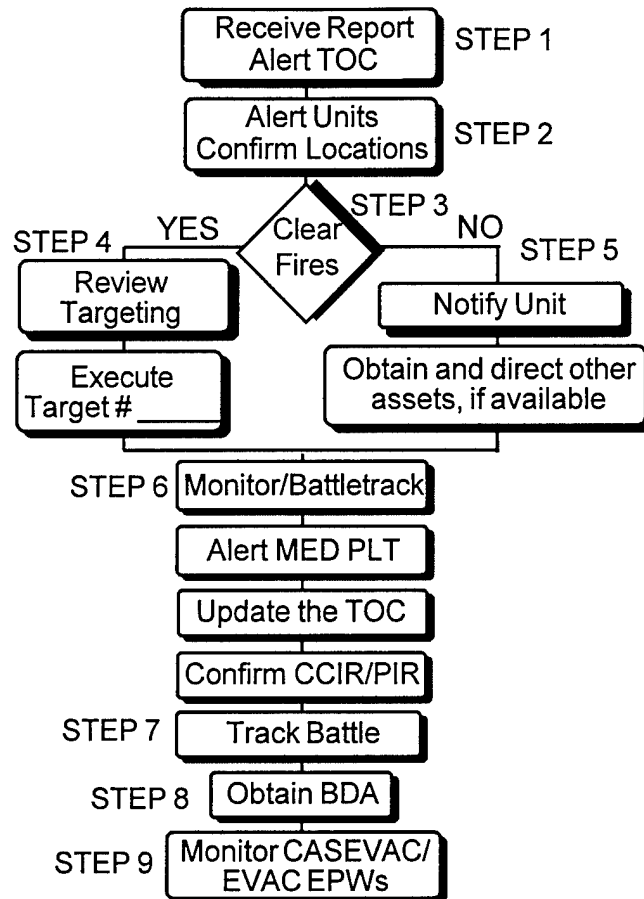 Receive Report
Alert TOC
STEP 1
Alert Units
Confirm Locations
STEP 2
STEP 3
Clear
Fires
YES
NO
STEP 4
Review
Targeting
Execute
Target # ______
STEP 5
Notify Unit
Obtain and direct other
assets, if available
STEP 6
Monitor/Battletrack
Alert MED PLT
Update the TOC
Confirm CCIR/PIR
STEP 7
Track Battle
STEP 8
Obtain BDA
STEP 9
Monitor CASEVAC/
EVAC EPWs